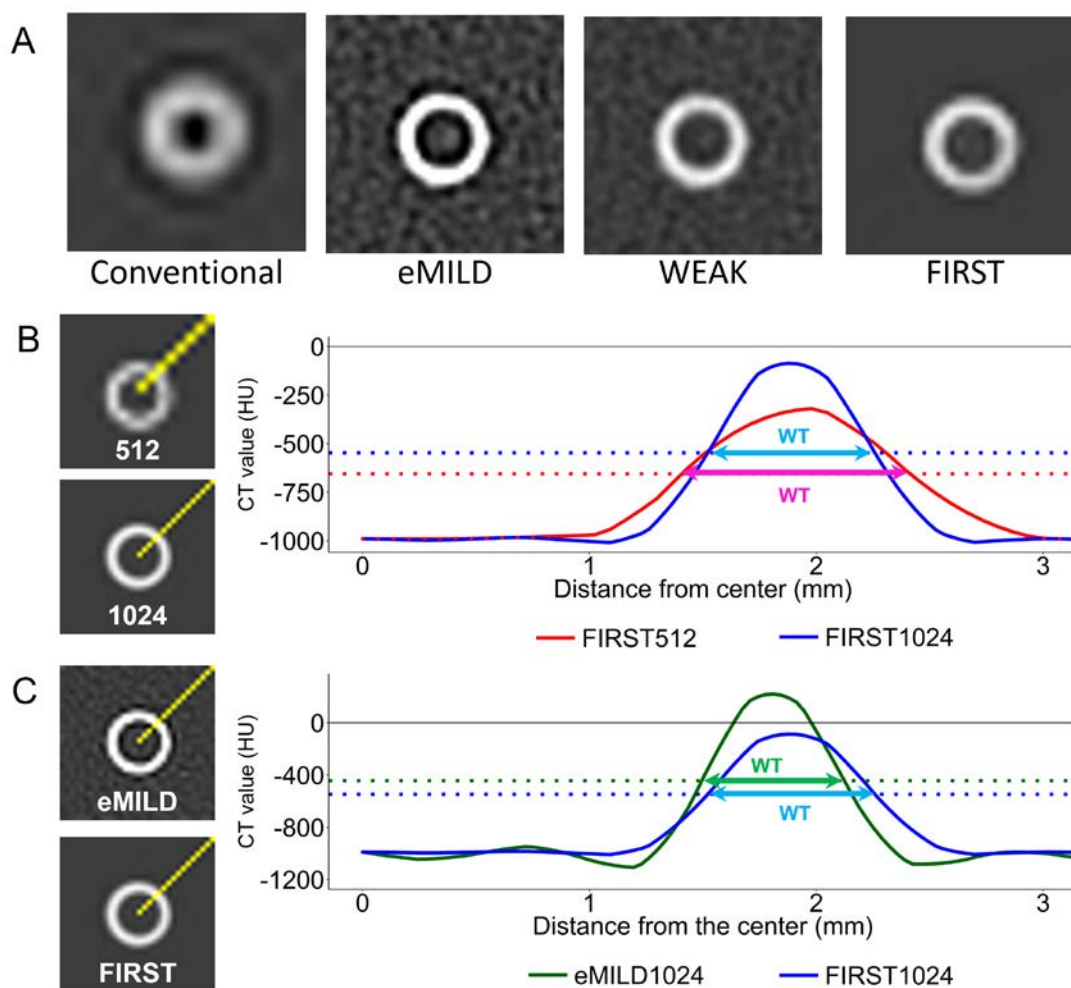 A
Conventional
eMILD
WEAK
FIRST
B
512
1024
CT value (HU)
0
-250
-500
-750
-1000
WT
WT
0
1
2
3
Distance from center (mm)
FIRST512
FIRST1024
C
eMILD
FIRST
CT value (HU)
0
-400
-800
-1200
WT
WT
0
1
2
3
Distance from the center (mm)
eMILD1024
FIRST1024